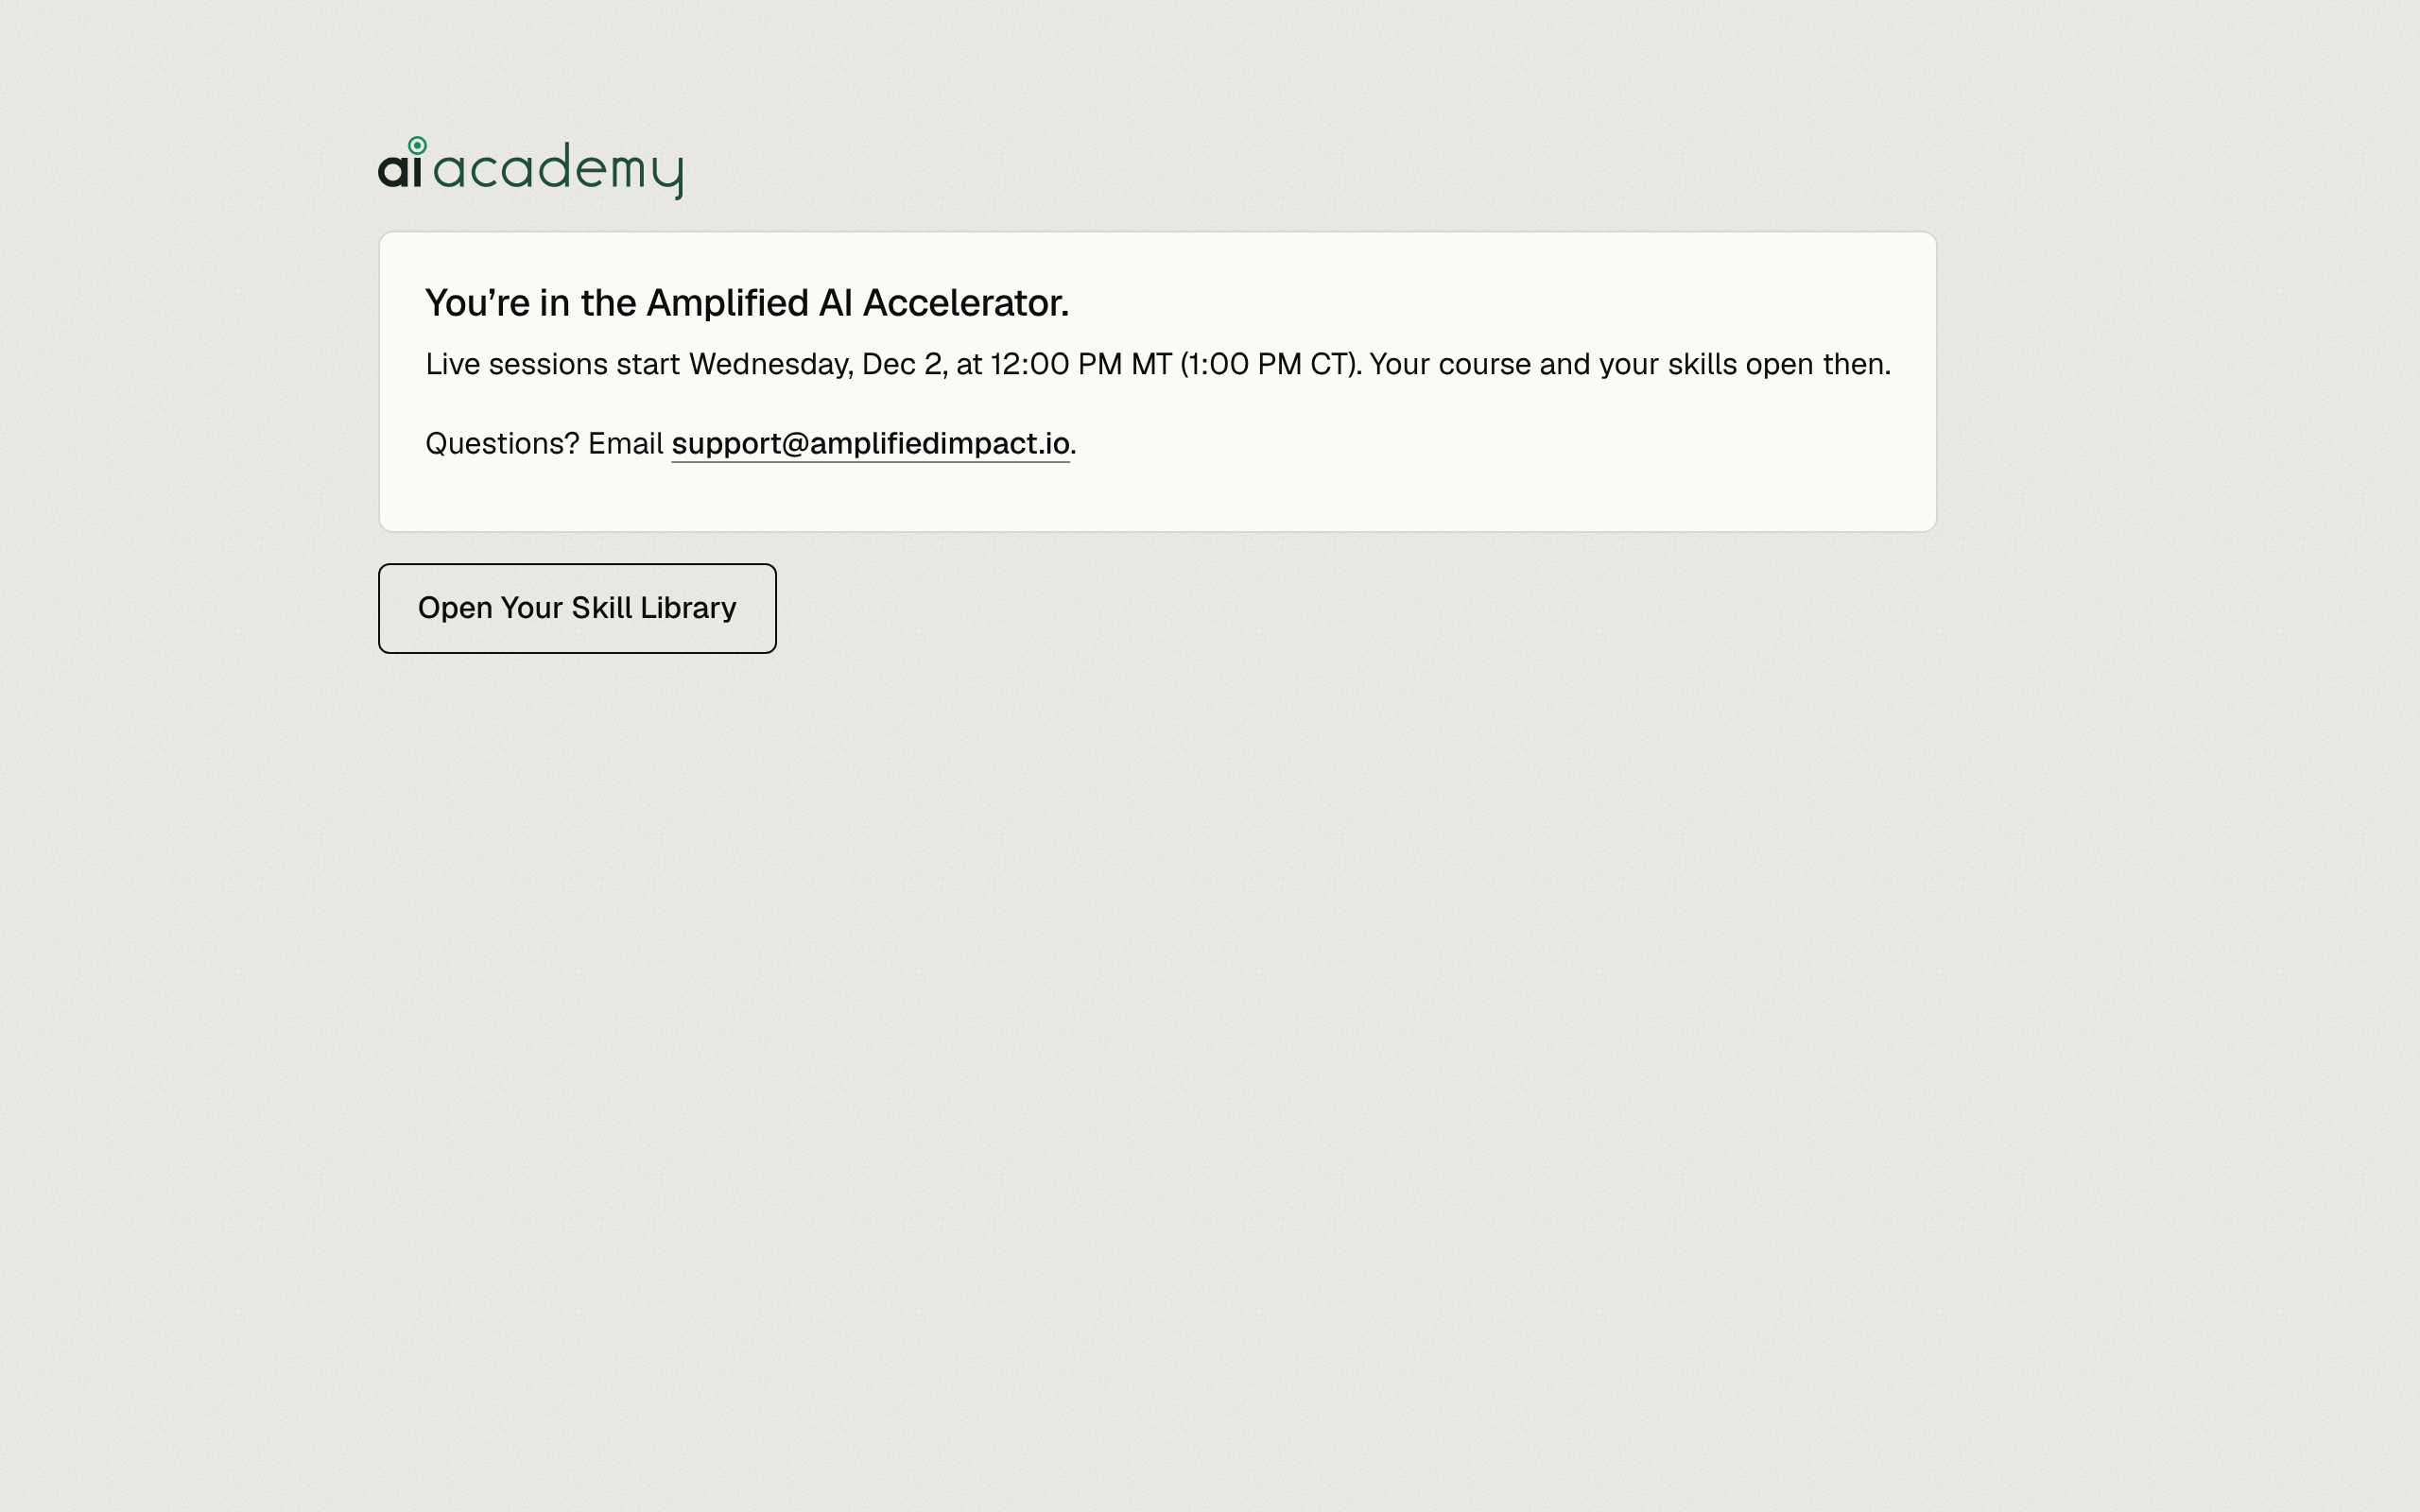 ai academy
You’re in the Amplified AI Accelerator.
Live sessions start Wednesday, Dec 2, at 12:00 PM MT (1:00 PM CT). Your course and your skills open then.
Questions? Email support@amplifiedimpact.io.
Open Your Skill Library